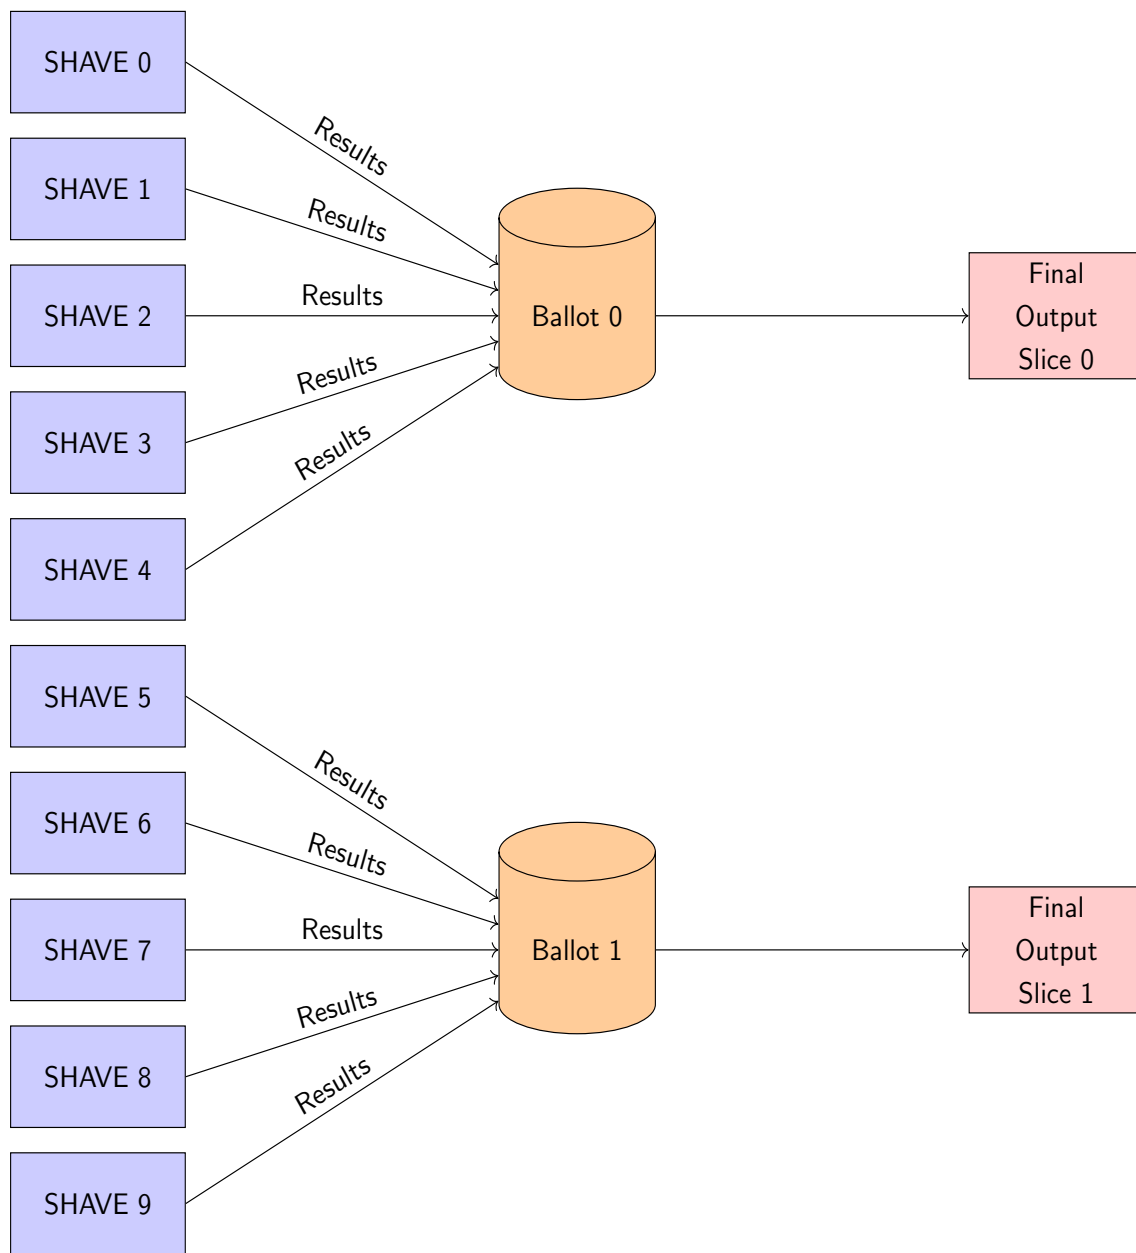 SHAVE 0
Results
SHAVE 1
Results
SHAVE 2
Results
Ballot 0
Final
Output
Slice 0
SHAVE 3
Results
SHAVE 4
Results
SHAVE 5
Results
SHAVE 6
Results
SHAVE 7
Results
Ballot 1
Final
Output
Slice 1
SHAVE 8
Results
SHAVE 9
Results